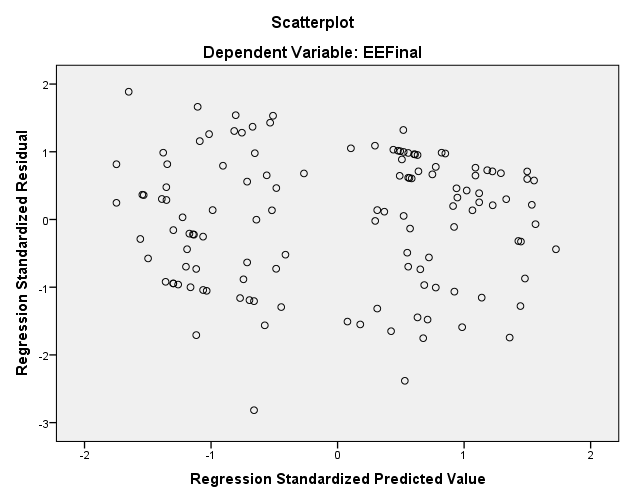 Scatterplot
Dependent Variable: EEFinal
Regression Standardized Residual
2
1
0
-1
-2
-3
-2 -1 0 1 2
Regression Standardized Predicted Value